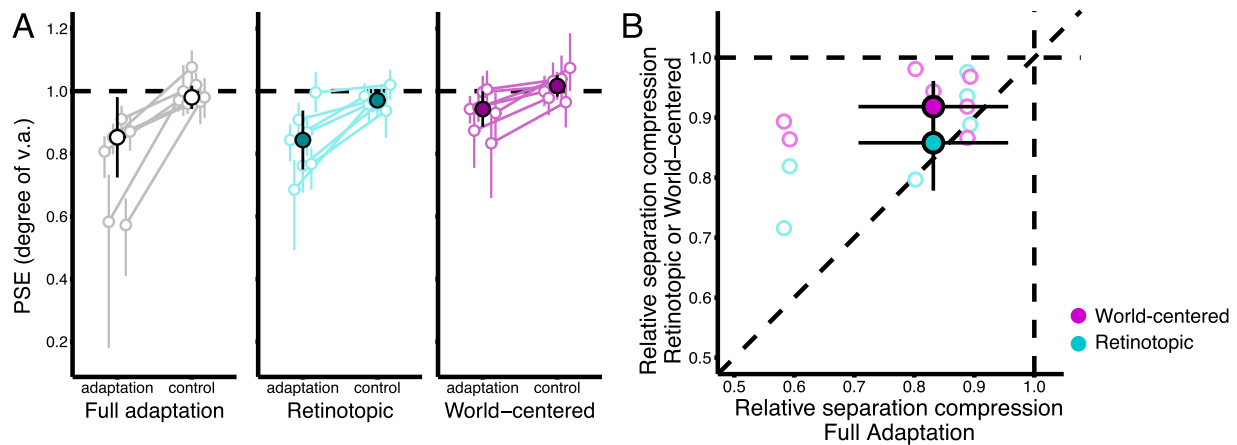 A
PSE (degree of v.a.)
1.2
1.0
0.8
0.6
0.4
0.2
adaptation control
Full adaptation
adaptation control
Retinotopic
adaptation control
World−centered
B
Relative separation compression
Retinotopic or World−centered
1.0
0.9
0.8
0.7
0.6
0.5
0.5 0.6 0.7 0.8 0.9 1.0
Relative separation compression
Full Adaptation
World-centered
Retinotopic